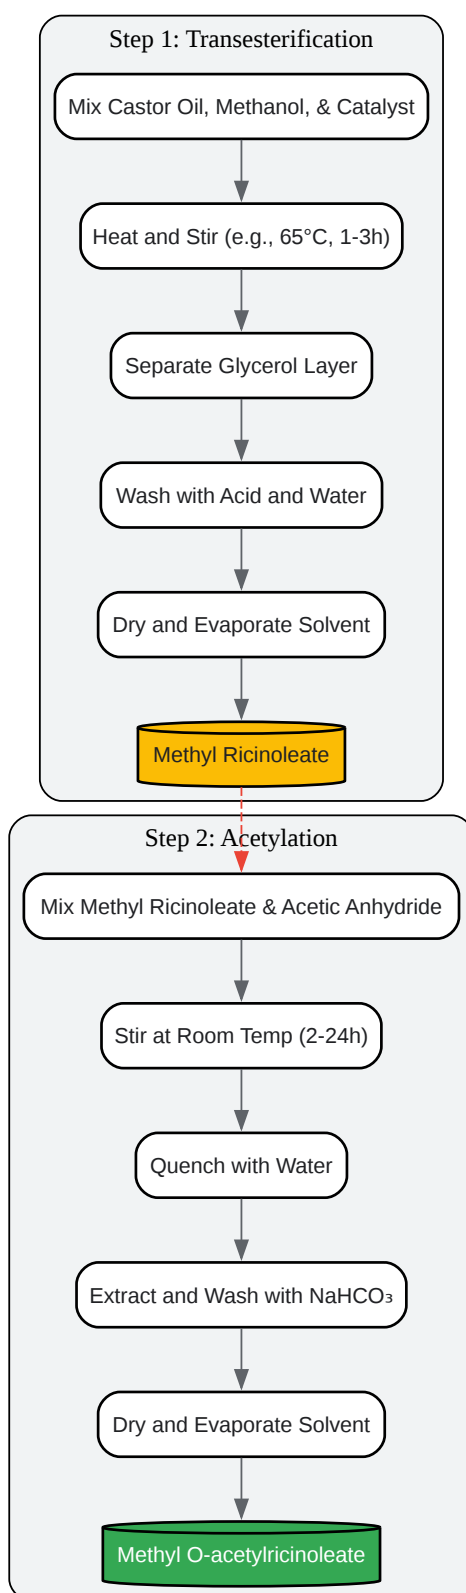 Step 1: Transesterification
Mix Castor Oil, Methanol, & Catalyst
Heat and Stir (e.g., 65°C, 1-3h)
Separate Glycerol Layer
Wash with Acid and Water
Dry and Evaporate Solvent
Methyl Ricinoleate
Step 2: Acetylation
Mix Methyl Ricinoleate & Acetic Anhydride
Stir at Room Temp (2-24h)
Quench with Water
Extract and Wash with NaHCO₃
Dry and Evaporate Solvent
Methyl O-acetylricinoleate